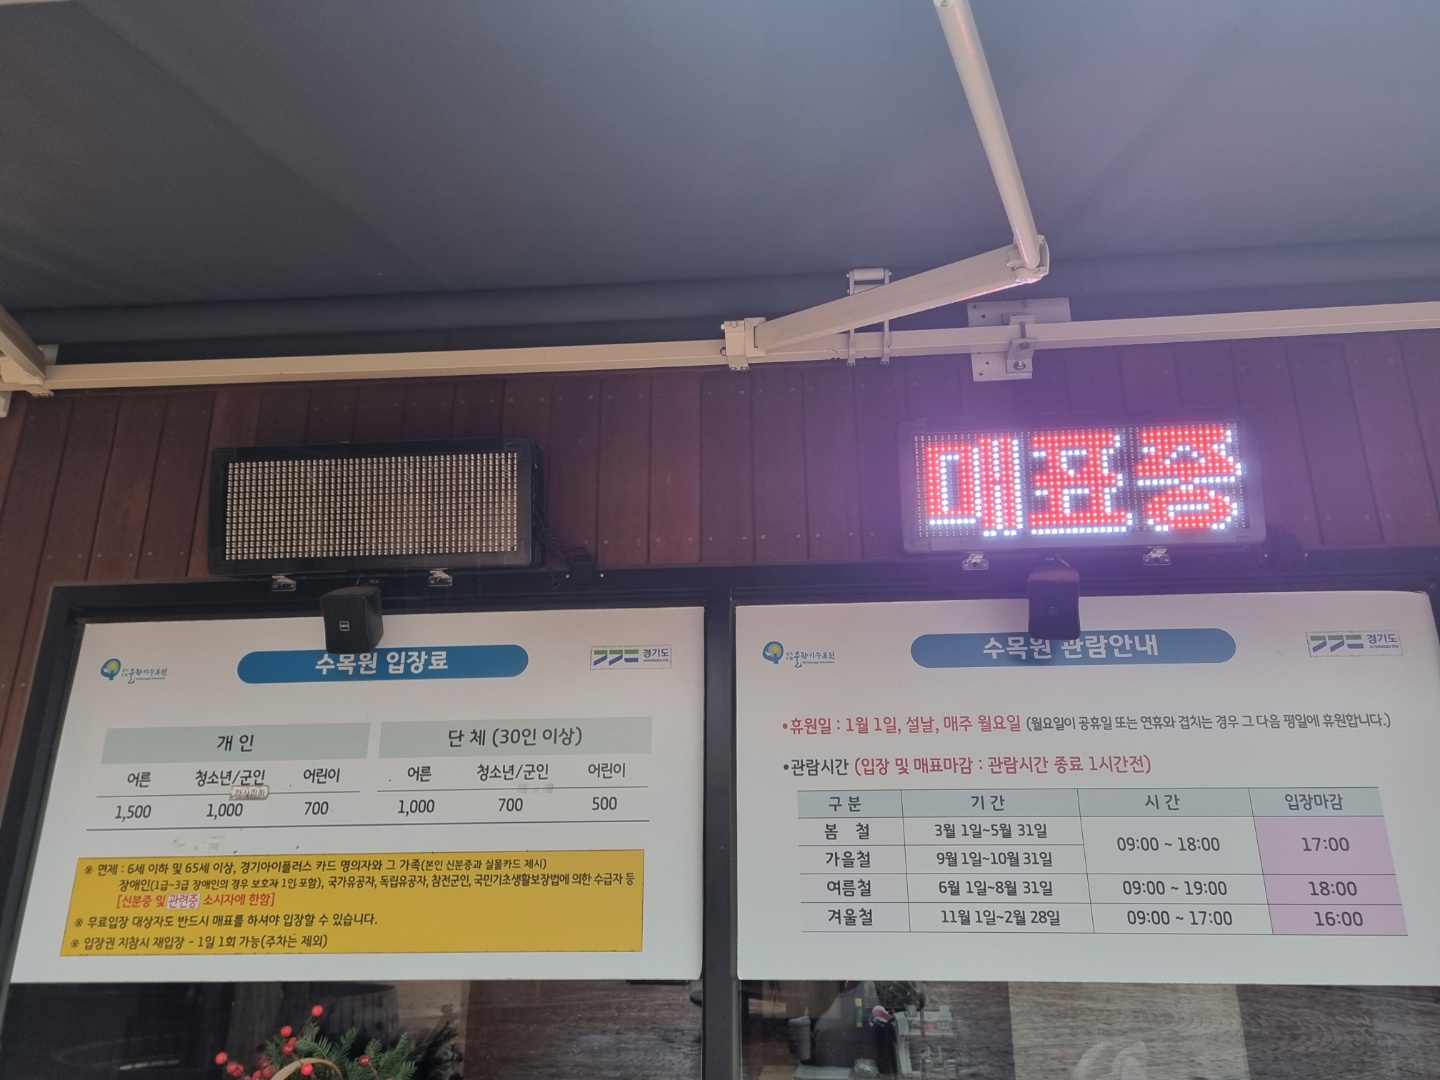 매표중
물향기수목원
수목원 입장료
경기도
개 인
단 체 (30인 이상)
어른
청소년/군인
어린이
어른
청소년/군인
어린이
1,500
1,000
700
1,000
700
500
※ 면제 : 6세 이하 및 65세 이상, 경기아이플러스 카드 명의자와 그 가족(본인 신분증과 실물카드 제시)
장애인(1급~3급 장애인의 경우 보호자 1인 포함), 국가유공자, 독립유공자, 참전군인, 국민기초생활보장법에 의한 수급자 등
[신분증 및 관련증 소시자에 한함]
※ 무료입장 대상자도 반드시 매표를 하셔야 입장할 수 있습니다.
※ 입장권 지참시 재입장 - 1일 1회 가능(주차는 제외)
물향기수목원
수목원 관람안내
경기도
•휴원일 : 1월 1일, 설날, 매주 월요일 (월요일이 공휴일 또는 연휴와 겹치는 경우 그 다음 평일에 휴원합니다.)
•관람시간 (입장 및 매표마감 : 관람시간 종료 1시간전)
구 분
기 간
시 간
입장마감
봄 철
3월 1일~5월 31일
09:00 ~ 18:00
17:00
가을철
9월 1일~10월 31일
여름철
6월 1일~8월 31일
09:00 ~ 19:00
18:00
겨울철
11월 1일~2월 28일
09:00 ~ 17:00
16:00